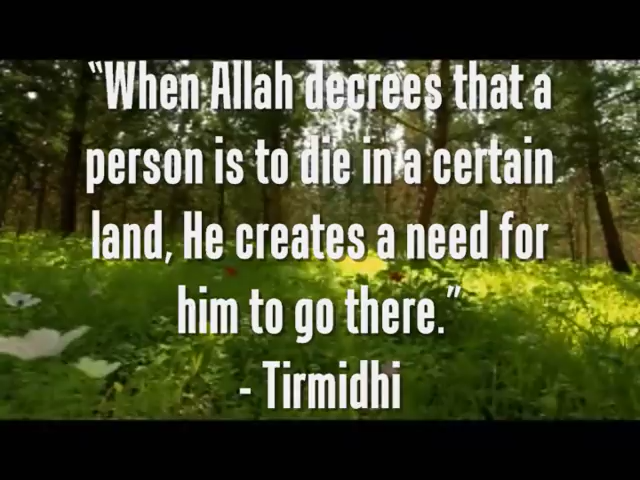 “When Allah decrees that a
person is to die in a certain
land, He creates a need for
him to go there.”
- Tirmidhi